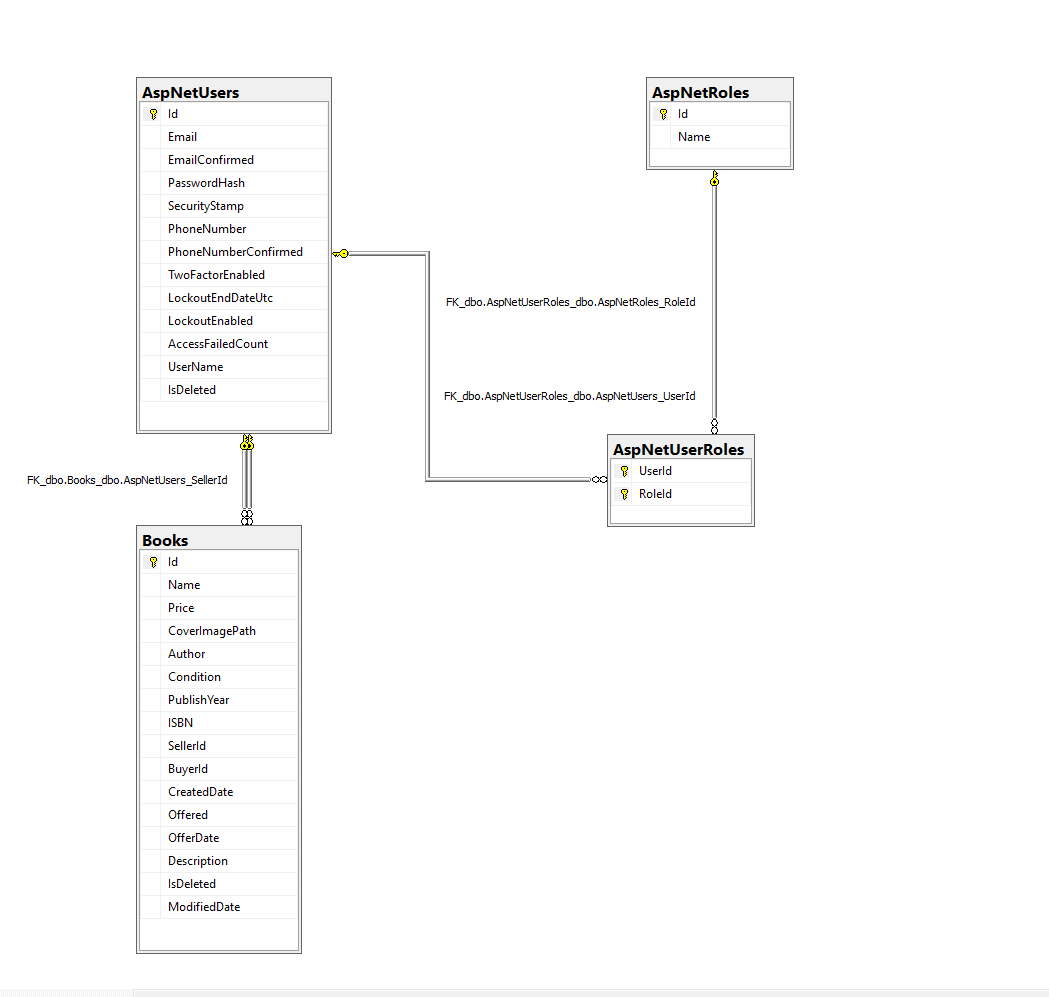 AspNetUsers
Id
Email
EmailConfirmed
PasswordHash
SecurityStamp
PhoneNumber
PhoneNumberConfirmed
TwoFactorEnabled
LockoutEndDateUtc
LockoutEnabled
AccessFailedCount
UserName
IsDeleted
AspNetRoles
Id
Name
FK_dbo.AspNetUserRoles_dbo.AspNetRoles_RoleId
FK_dbo.AspNetUserRoles_dbo.AspNetUsers_UserId
AspNetUserRoles
UserId
RoleId
FK_dbo.Books_dbo.AspNetUsers_SellerId
Books
Id
Name
Price
CoverImagePath
Author
Condition
PublishYear
ISBN
SellerId
BuyerId
CreatedDate
Offered
OfferDate
Description
IsDeleted
ModifiedDate